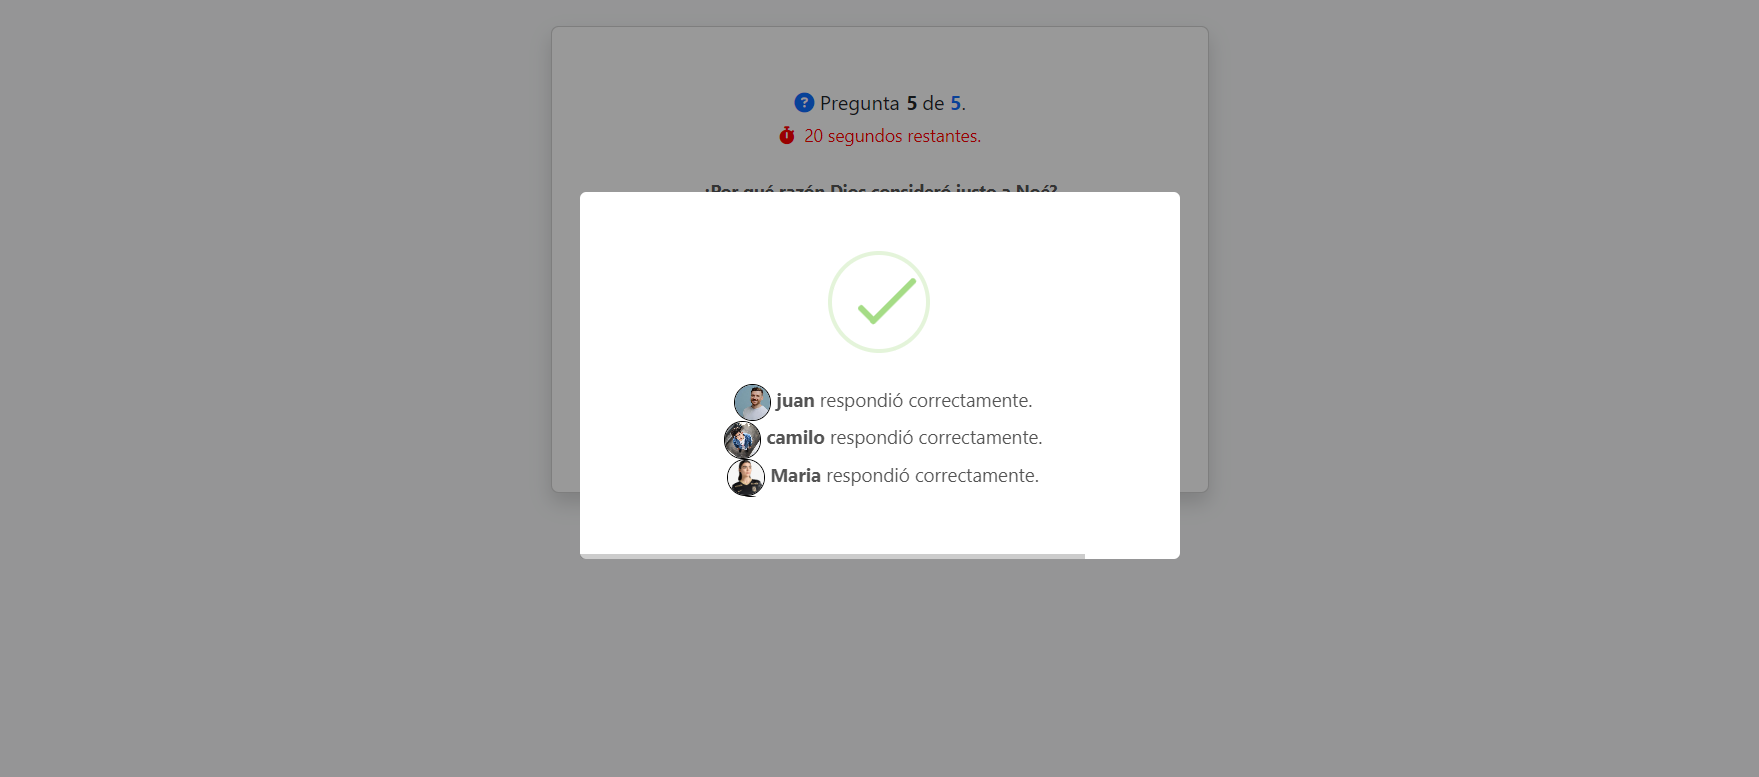 Pregunta 5 de 5.
20 segundos restantes.
¿Por qué razón Dios consideró justo a Noé?
juan respondió correctamente.
camilo respondió correctamente.
Maria respondió correctamente.